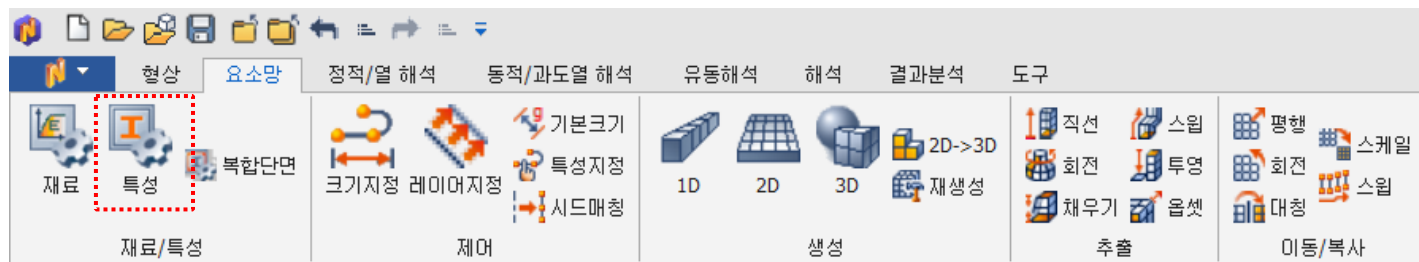 형상 요소망 정적/열 해석 동적/과도열 해석 유동해석 해석 결과분석 도구
재료 특성 복합단면
재료/특성
크기지정 레이어지정 기본크기
특성지정
시드매칭
제어
1D 2D 3D 2D->3D
재생성
생성
직선 스윕
회전 투영
채우기 옵셋
추출
평행 스케일
회전 스윕
대칭
이동/복사